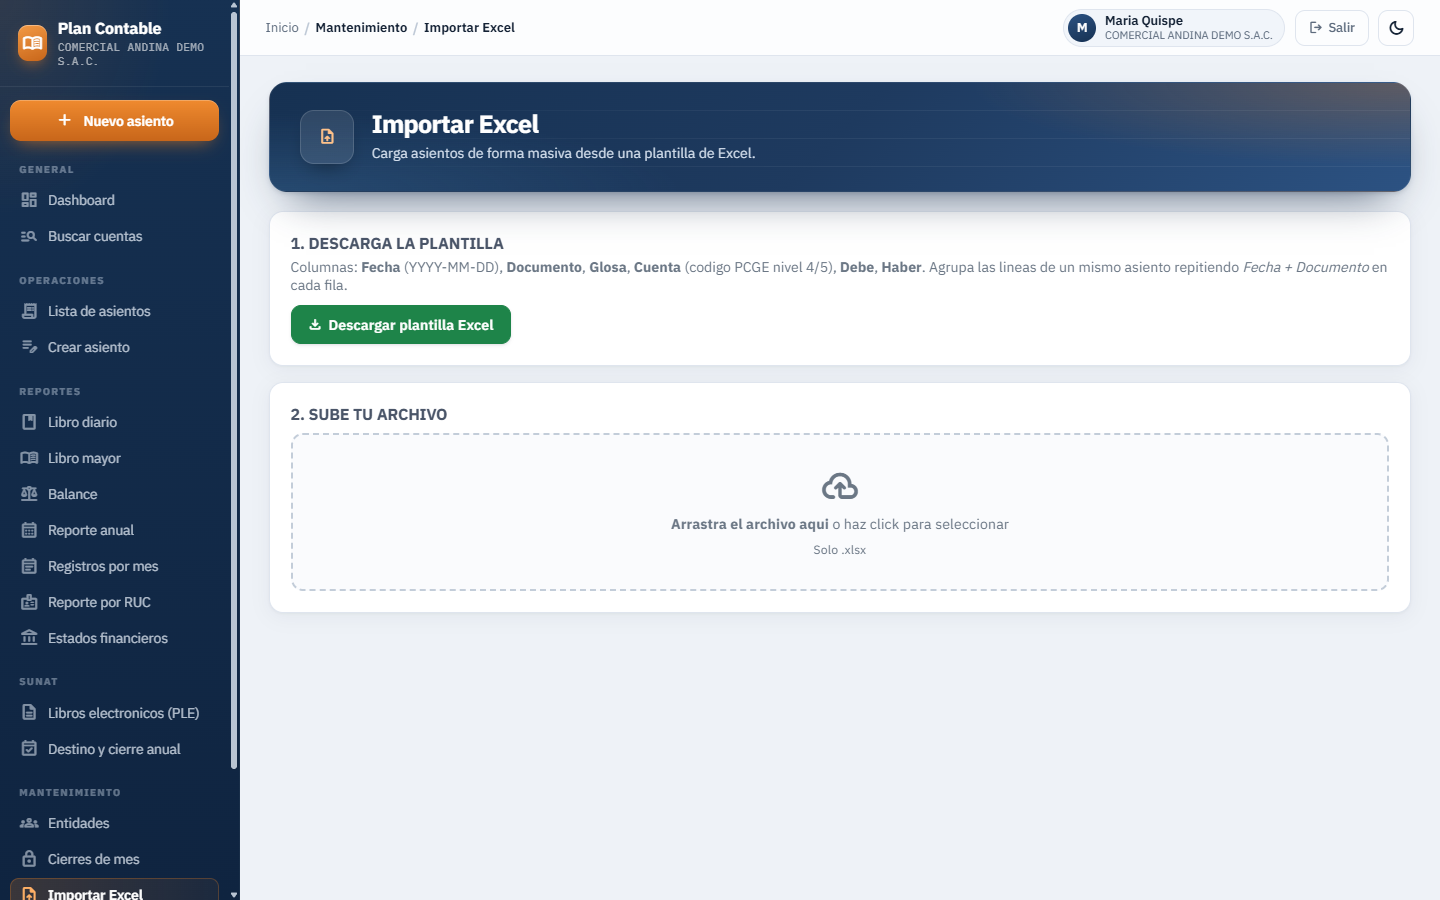 Plan Contable
COMERCIAL ANDINA DEMO
S.A.C.
Nuevo asiento
GENERAL
Dashboard
Buscar cuentas
OPERACIONES
Lista de asientos
Crear asiento
REPORTES
Libro diario
Libro mayor
Balance
Reporte anual
Registros por mes
Reporte por RUC
Estados financieros
SUNAT
Libros electronicos (PLE)
Destino y cierre anual
MANTENIMIENTO
Entidades
Cierres de mes
Importar Excel
Inicio / Mantenimiento / Importar Excel
M
Maria Quispe
COMERCIAL ANDINA DEMO S.A.C.
Salir
Importar Excel
Carga asientos de forma masiva desde una plantilla de Excel.
1. DESCARGA LA PLANTILLA
Columnas: Fecha (YYYY-MM-DD), Documento, Glosa, Cuenta (codigo PCGE nivel 4/5), Debe, Haber. Agrupa las lineas de un mismo asiento repitiendo Fecha + Documento en
cada fila.
Descargar plantilla Excel
2. SUBE TU ARCHIVO
Arrastra el archivo aqui o haz click para seleccionar
Solo .xlsx